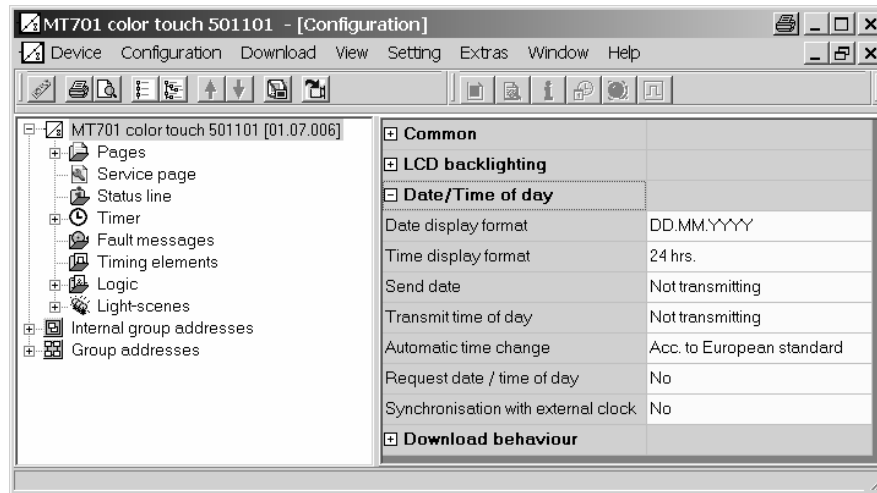 MT701 color touch 501101 - [Configuration]
Device Configuration Download View Setting Extras Window Help
MT701 color touch 501101 [01.07.006]
Pages
Service page
Status line
Timer
Fault messages
Timing elements
Logic
Light-scenes
Internal group addresses
Group addresses
Common
LCD backlighting
Date/Time of day
Date display format DD.MM.YYYY
Time display format 24 hrs.
Send date Not transmitting
Transmit time of day Not transmitting
Automatic time change Acc. to European standard
Request date / time of day No
Synchronisation with external clock No
Download behaviour